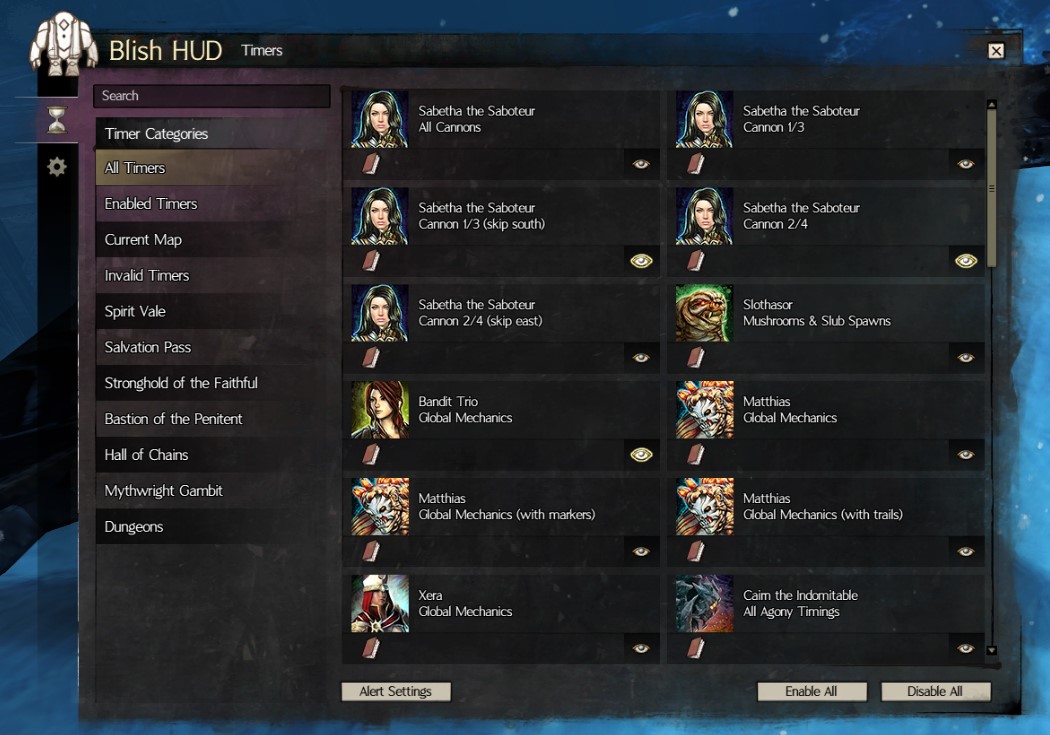 Blish HUD Timers
Search
Timer Categories
All Timers
Enabled Timers
Current Map
Invalid Timers
Spirit Vale
Salvation Pass
Stronghold of the Faithful
Bastion of the Penitent
Hall of Chains
Mythwright Gambit
Dungeons
Sabetha the Saboteur
All Cannons
Sabetha the Saboteur
Cannon 1/3
Sabetha the Saboteur
Cannon 1/3 (skip south)
Sabetha the Saboteur
Cannon 2/4
Sabetha the Saboteur
Cannon 2/4 (skip east)
Slothasor
Mushrooms & Slub Spawns
Bandit Trio
Global Mechanics
Matthias
Global Mechanics
Matthias
Global Mechanics (with markers)
Matthias
Global Mechanics (with trails)
Xera
Global Mechanics
Cairn the Indomitable
All Agony Timings
Alert Settings
Enable All
Disable All